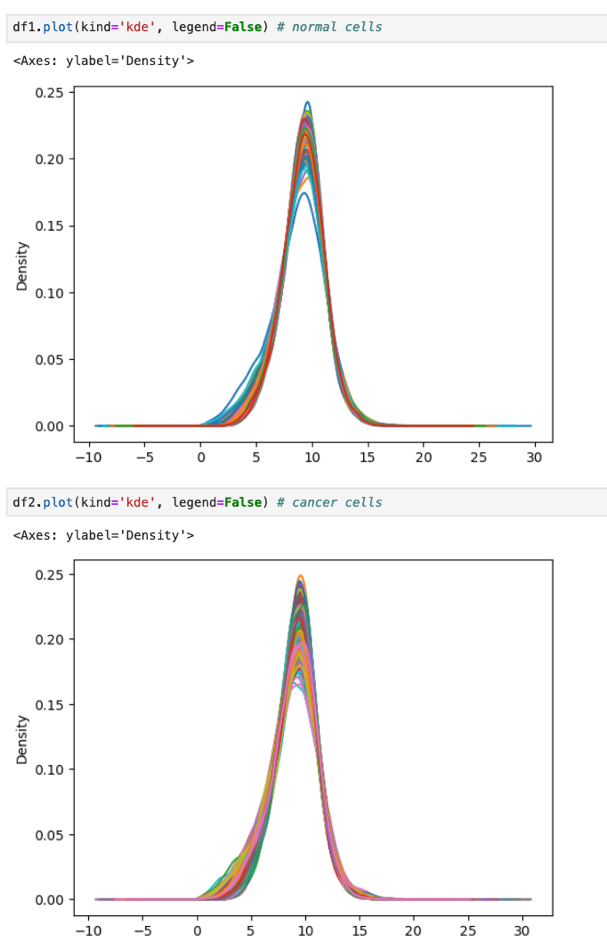 df1.plot(kind='kde', legend=False) # normal cells
<Axes: ylabel='Density'>
0.25
0.20
0.15
0.10
0.05
0.00
Density
−10 −5 0 5 10 15 20 25 30
df2.plot(kind='kde', legend=False) # cancer cells
<Axes: ylabel='Density'>
0.25
0.20
0.15
0.10
0.05
0.00
Density
−10 −5 0 5 10 15 20 25 30